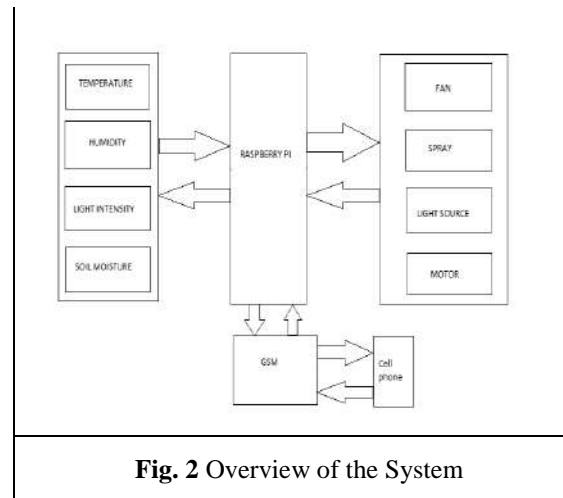 TEMPERATURE
HUMIDITY
LIGHT INTENSITY
SOIL MOISTURE
RASPBERRY PI
FAN
SPRAY
LIGHT SOURCE
MOTOR
GSM
Cell
phone
Fig. 2 Overview of the System